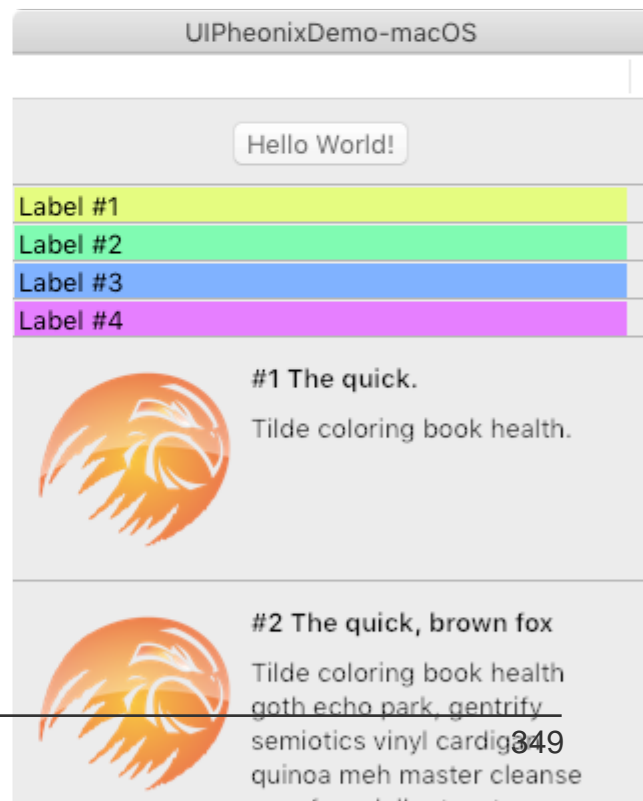 UIPheonixDemo-macOS
Hello World!
Label #1
Label #2
Label #3
Label #4
#1 The quick.
Tilde coloring book health.
#2 The quick, brown fox
Tilde coloring book health
goth echo park, gentrify
semiotics vinyl cardigan
349
quinoa meh master cleanse